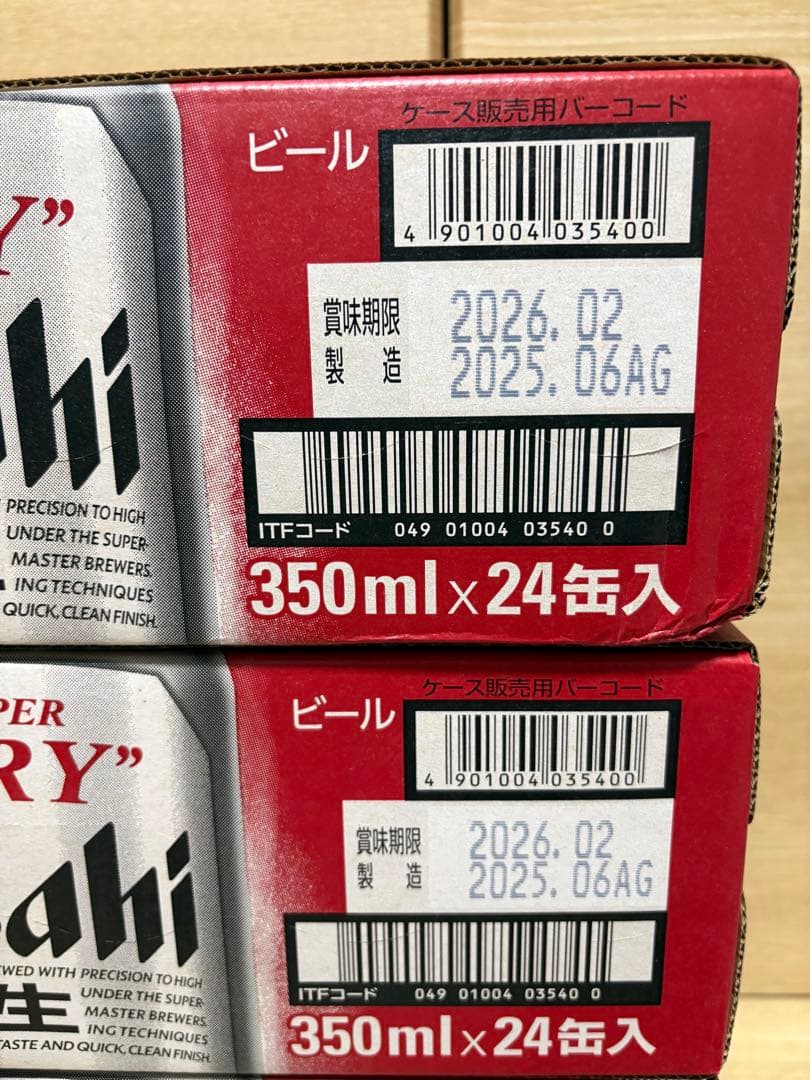 ケース販売用バーコード
ビール
4 901004 035400
Y”
賞味期限 2026.02
製造 2025.06AG
hi
PRECISION TO HIGH
UNDER THE SUPER-
MASTER BREWERS.
ING TECHNIQUES
QUICK, CLEAN FINISH.
ITFコード 049 01004 03540 0
350ml×24缶入
ケース販売用バーコード
ビール
4 901004 035400
PER
RY”
賞味期限 2026.02
製造 2025.06AG
ahi
EWED WITH PRECISION TO HIGH
生
UNDER THE SUPER-
MASTER BREWERS.
ING TECHNIQUES
TASTE AND QUICK, CLEAN FINISH.
ITFコード 049 01004 03540 0
350ml×24缶入